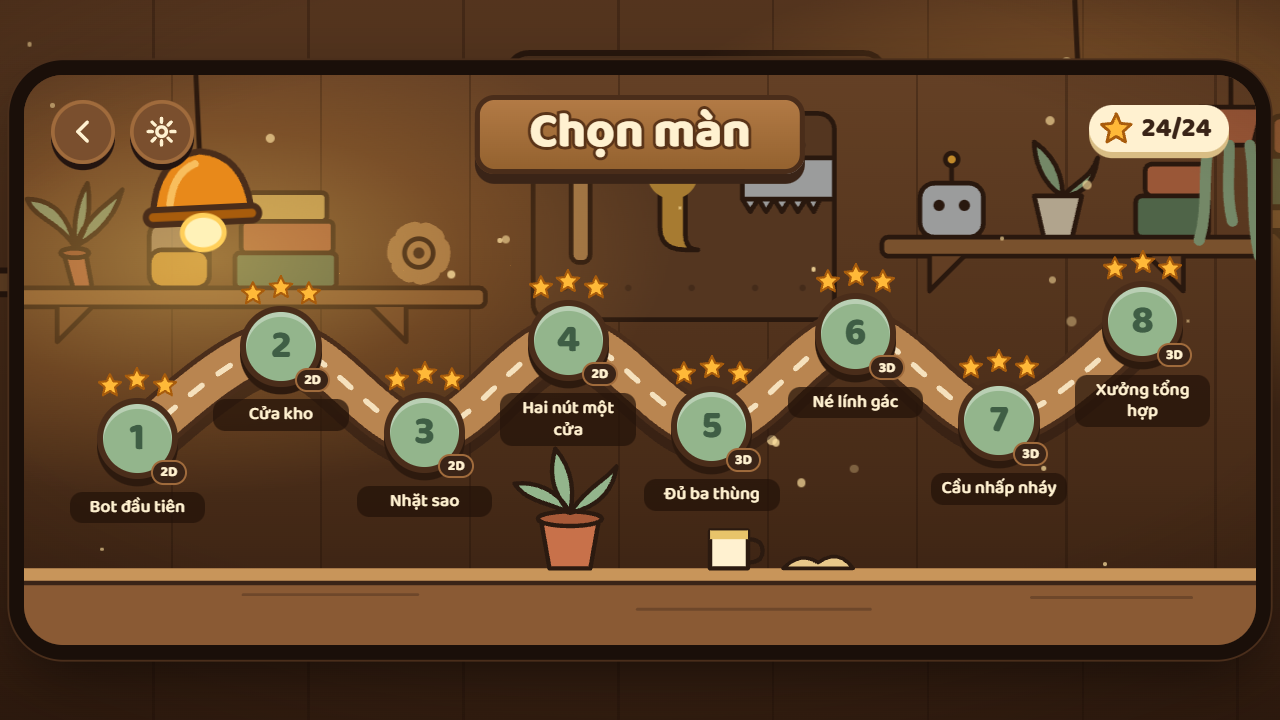 Chọn màn
24/24
1
2D
Bot đầu tiên
2
2D
Cửa kho
3
2D
Nhặt sao
4
2D
Hai nút một
cửa
5
3D
Đủ ba thùng
6
3D
Né lính gác
7
3D
Cầu nhấp nháy
8
3D
Xưởng tổng
hợp